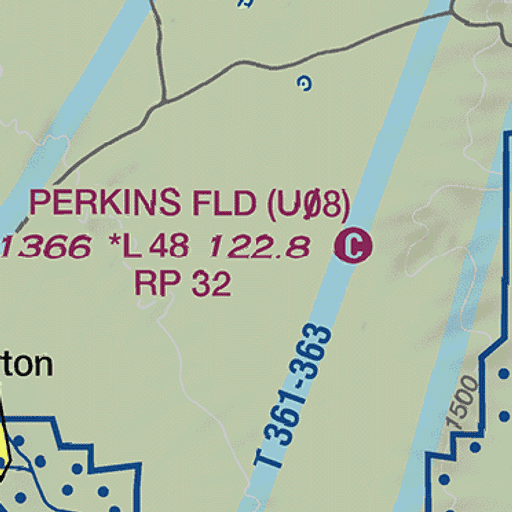 PERKINS FLD (UØ8)
1366 *L 48 122.8 C
RP 32
T 361-363
rton
1500